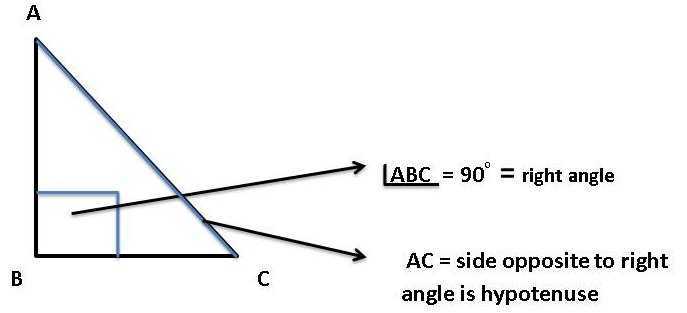 A
∟ABC = 90° = right angle
B
C
AC = side opposite to right
angle is hypotenuse